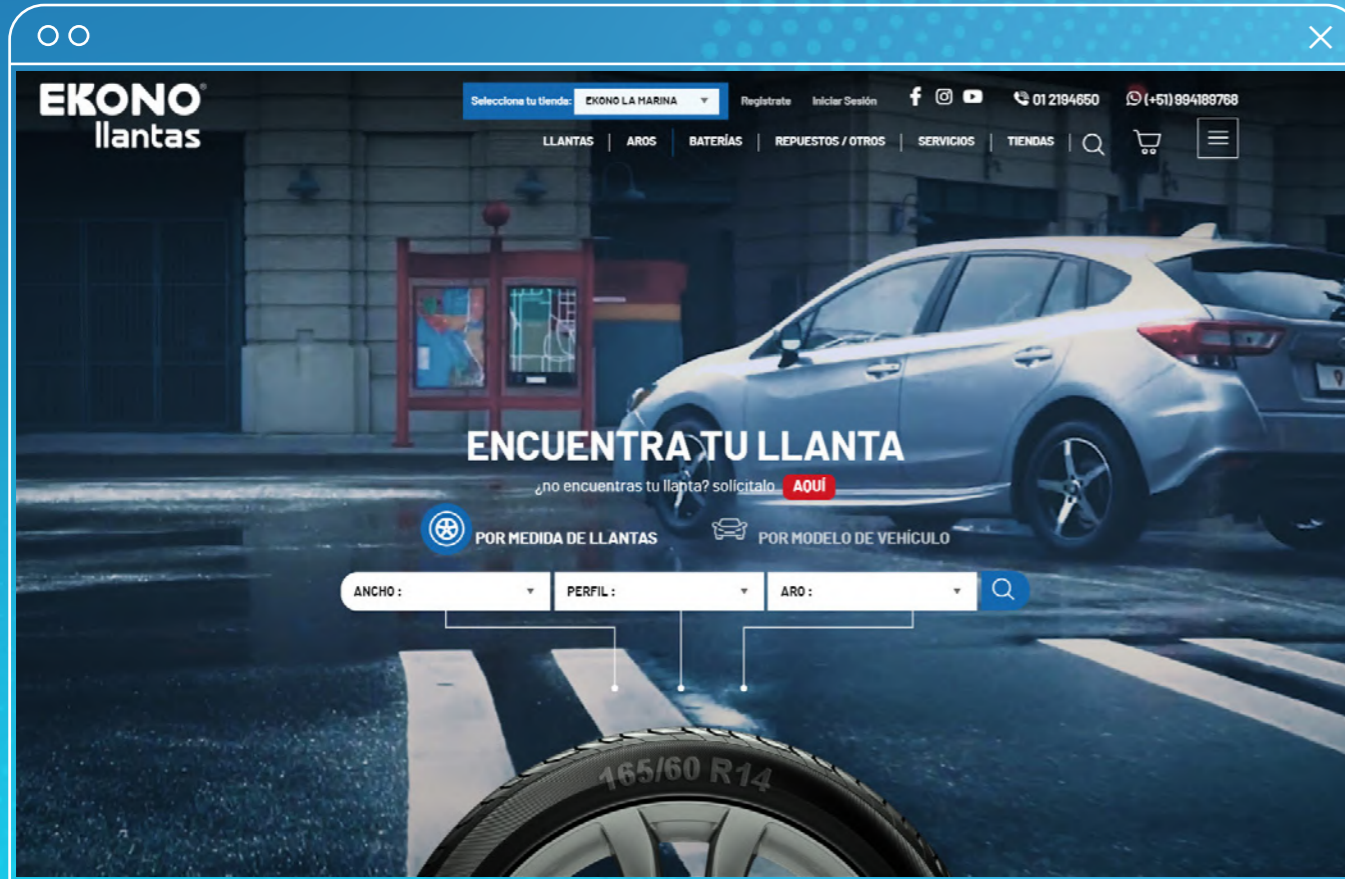 EKONO
llantas
Selecciona tu tienda: EKONO LA MARINA
Registrate Iniciar Sesión
01 2194650 (+51) 994189768
LLANTAS | AROS | BATERÍAS | REPUESTOS / OTROS | SERVICIOS | TIENDAS |
ENCUENTRA TU LLANTA
¿no encuentras tu llanta? solícitalo AQUÍ
POR MEDIDA DE LLANTAS POR MODELO DE VEHÍCULO
ANCHO : PERFIL : ARO :
165/60 R14